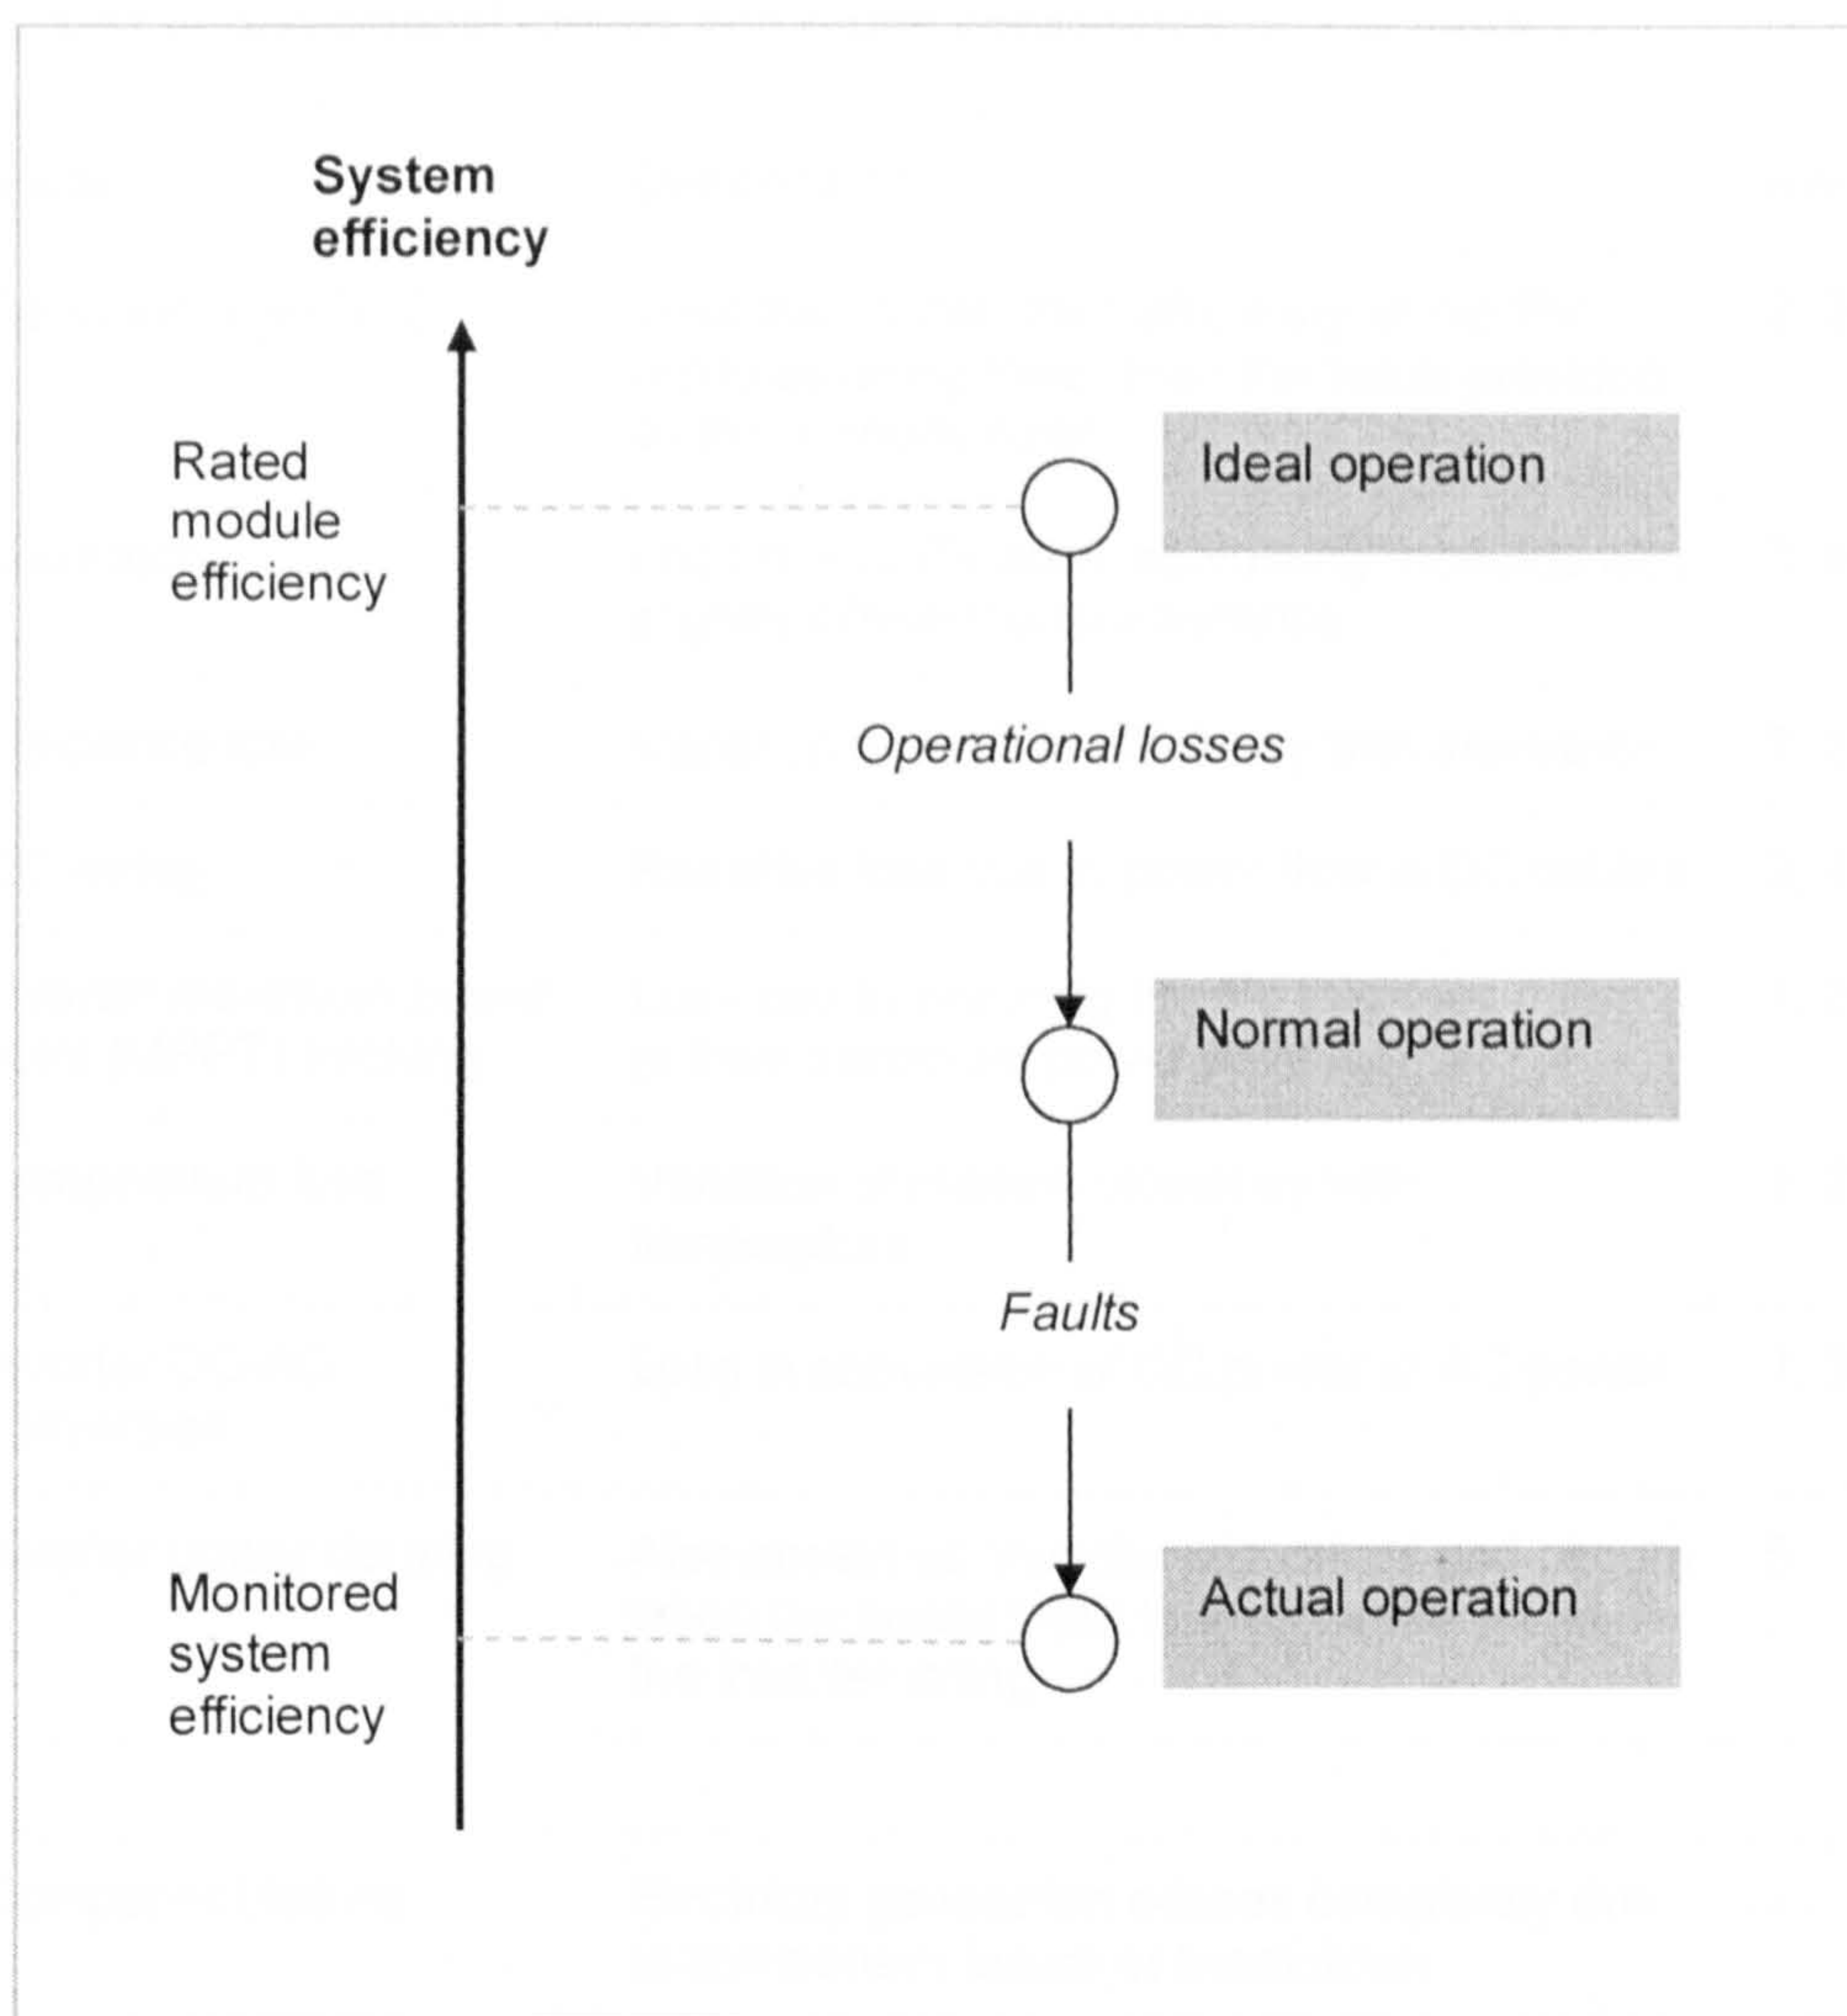 System
efficiency
Rated
module
efficiency
Ideal operation
Operational losses
Normal operation
Faults
Monitored
system
efficiency
Actual operation